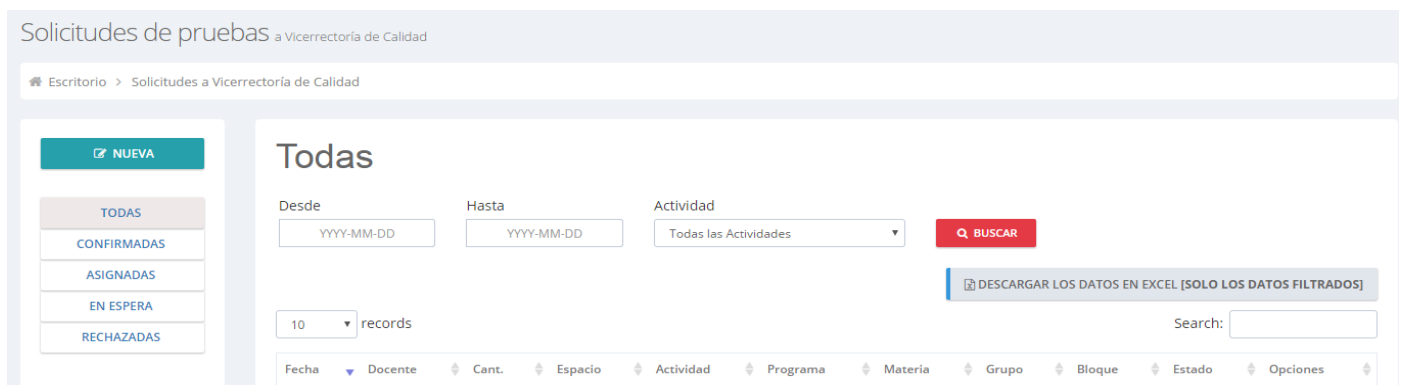 Solicitudes de pruebas a Vicerrectoría de Calidad
Escritorio > Solicitudes a Vicerrectoría de Calidad
NUEVA
TODAS
CONFIRMADAS
ASIGNADAS
EN ESPERA
RECHAZADAS
Todas
Desde Hasta Actividad
YYYY-MM-DD YYYY-MM-DD Todas las Actividades BUSCAR
DESCARGAR LOS DATOS EN EXCEL [SOLO LOS DATOS FILTRADOS]
10 records Search:
Fecha Docente Cant. Espacio Actividad Programa Materia Grupo Bloque Estado Opciones